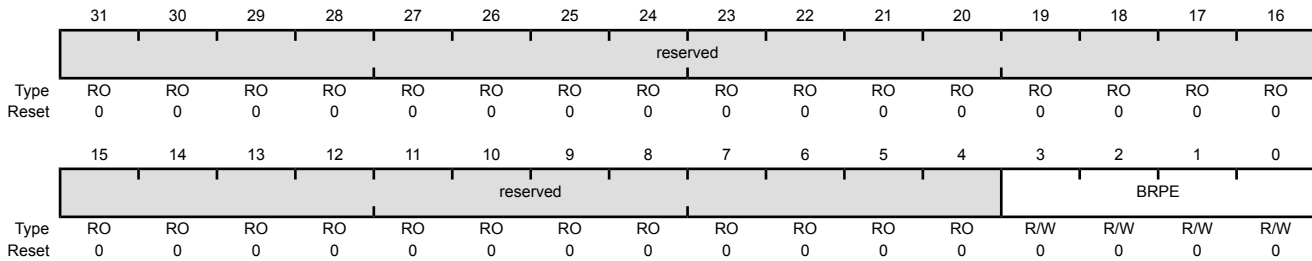 31 30 29 28 27 26 25 24 23 22 21 20 19 18 17 16
reserved
Type RO RO RO RO RO RO RO RO RO RO RO RO RO RO RO RO
Reset 0 0 0 0 0 0 0 0 0 0 0 0 0 0 0 0
15 14 13 12 11 10 9 8 7 6 5 4 3 2 1 0
reserved BRPE
Type RO RO RO RO RO RO RO RO RO RO RO RO R/W R/W R/W R/W
Reset 0 0 0 0 0 0 0 0 0 0 0 0 0 0 0 0